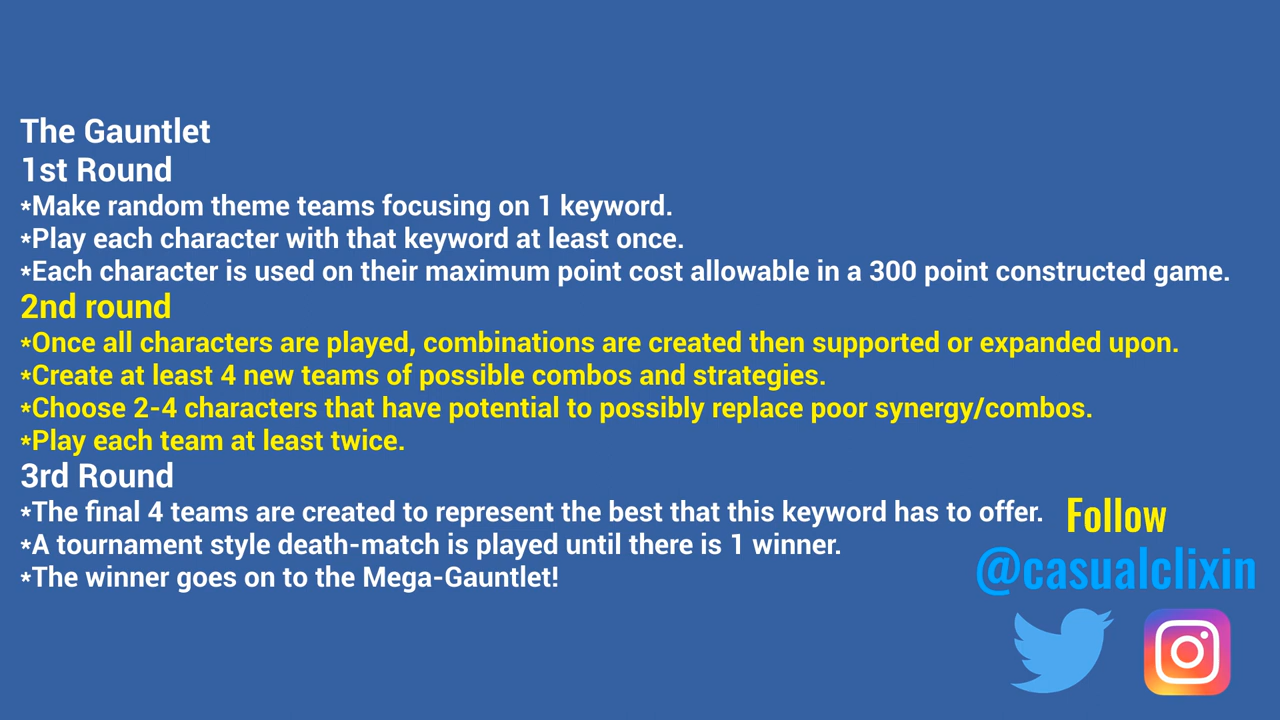 The Gauntlet
1st Round
*Make random theme teams focusing on 1 keyword.
*Play each character with that keyword at least once.
*Each character is used on their maximum point cost allowable in a 300 point constructed game.
2nd round
*Once all characters are played, combinations are created then supported or expanded upon.
*Create at least 4 new teams of possible combos and strategies.
*Choose 2-4 characters that have potential to possibly replace poor synergy/combos.
*Play each team at least twice.
3rd Round
*The final 4 teams are created to represent the best that this keyword has to offer.
*A tournament style death-match is played until there is 1 winner.
*The winner goes on to the Mega-Gauntlet!
Follow
@casualclixin